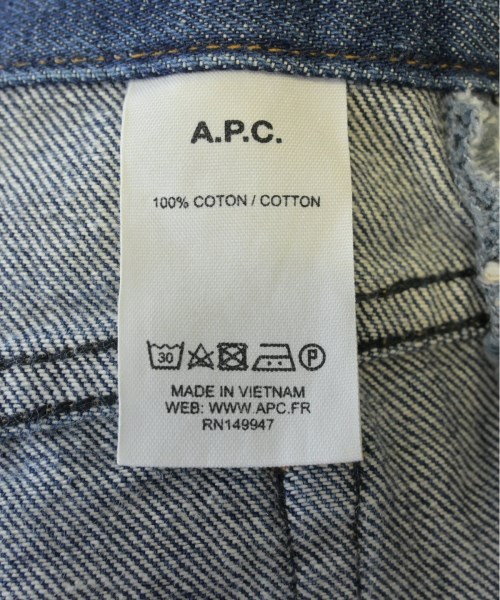 A.P.C.
100% COTON / COTTON
30 P
MADE IN VIETNAM
WEB: WWW.APC.FR
RN149947